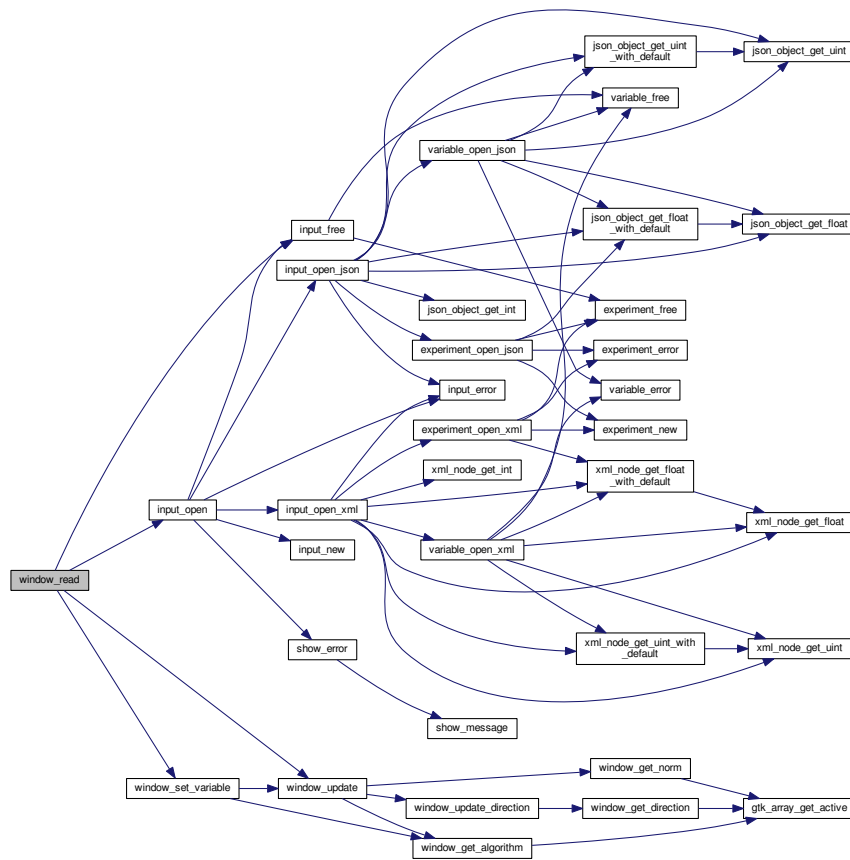 json_object_get_uint
_with_default
json_object_get_uint
variable_free
variable_open_json
input_free
json_object_get_float
_with_default
json_object_get_float
input_open_json
json_object_get_int
experiment_free
experiment_open_json
experiment_error
input_error
variable_error
experiment_open_xml
experiment_new
xml_node_get_int
xml_node_get_float
_with_default
input_open
input_open_xml
xml_node_get_float
input_new
variable_open_xml
window_read
show_error
xml_node_get_uint_with
_default
xml_node_get_uint
show_message
window_get_norm
window_set_variable
window_update
window_update_direction
window_get_direction
gtk_array_get_active
window_get_algorithm